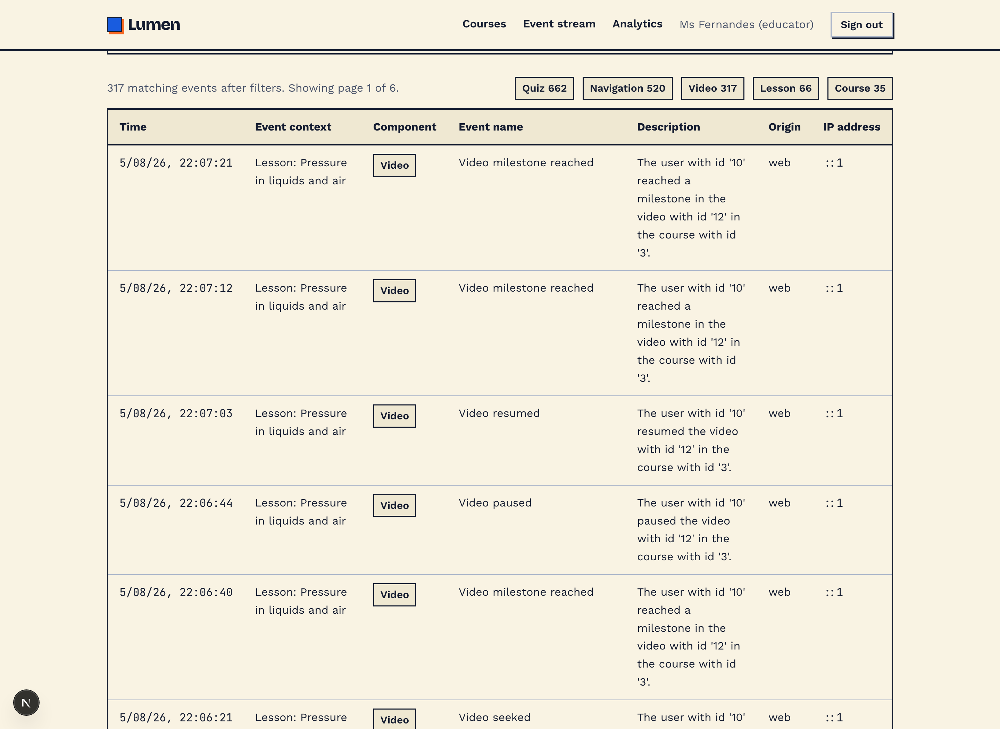 Lumen
Courses Event stream Analytics Ms Fernandes (educator) Sign out
317 matching events after filters. Showing page 1 of 6.
Quiz 662 Navigation 520 Video 317 Lesson 66 Course 35
Time Event context Component Event name Description Origin IP address
5/08/26, 22:07:21 Lesson: Pressure Video Video milestone reached The user with id '10' web ::1
in liquids and air reached a
milestone in the
video with id '12' in
the course with id
'3'.
5/08/26, 22:07:12 Lesson: Pressure Video Video milestone reached The user with id '10' web ::1
in liquids and air reached a
milestone in the
video with id '12' in
the course with id
'3'.
5/08/26, 22:07:03 Lesson: Pressure Video Video resumed The user with id '10' web ::1
in liquids and air resumed the video
with id '12' in the
course with id '3'.
5/08/26, 22:06:44 Lesson: Pressure Video Video paused The user with id '10' web ::1
in liquids and air paused the video
with id '12' in the
course with id '3'.
5/08/26, 22:06:40 Lesson: Pressure Video Video milestone reached The user with id '10' web ::1
in liquids and air reached a
milestone in the
video with id '12' in
the course with id
'3'.
N
5/08/26, 22:06:21 Lesson: Pressure Video Video seeked The user with id '10' web ::1